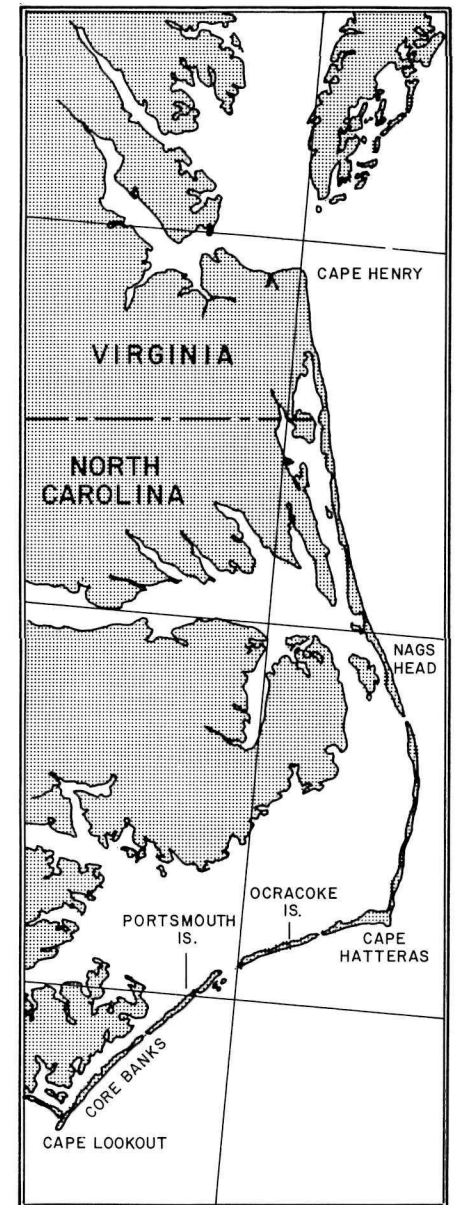 CAPE HENRY
VIRGINIA
NORTH
CAROLINA
NAGS
HEAD
OCRACOKE
IS.
PORTSMOUTH
IS.
CAPE
HATTERAS
CORE BANKS
CAPE LOOKOUT